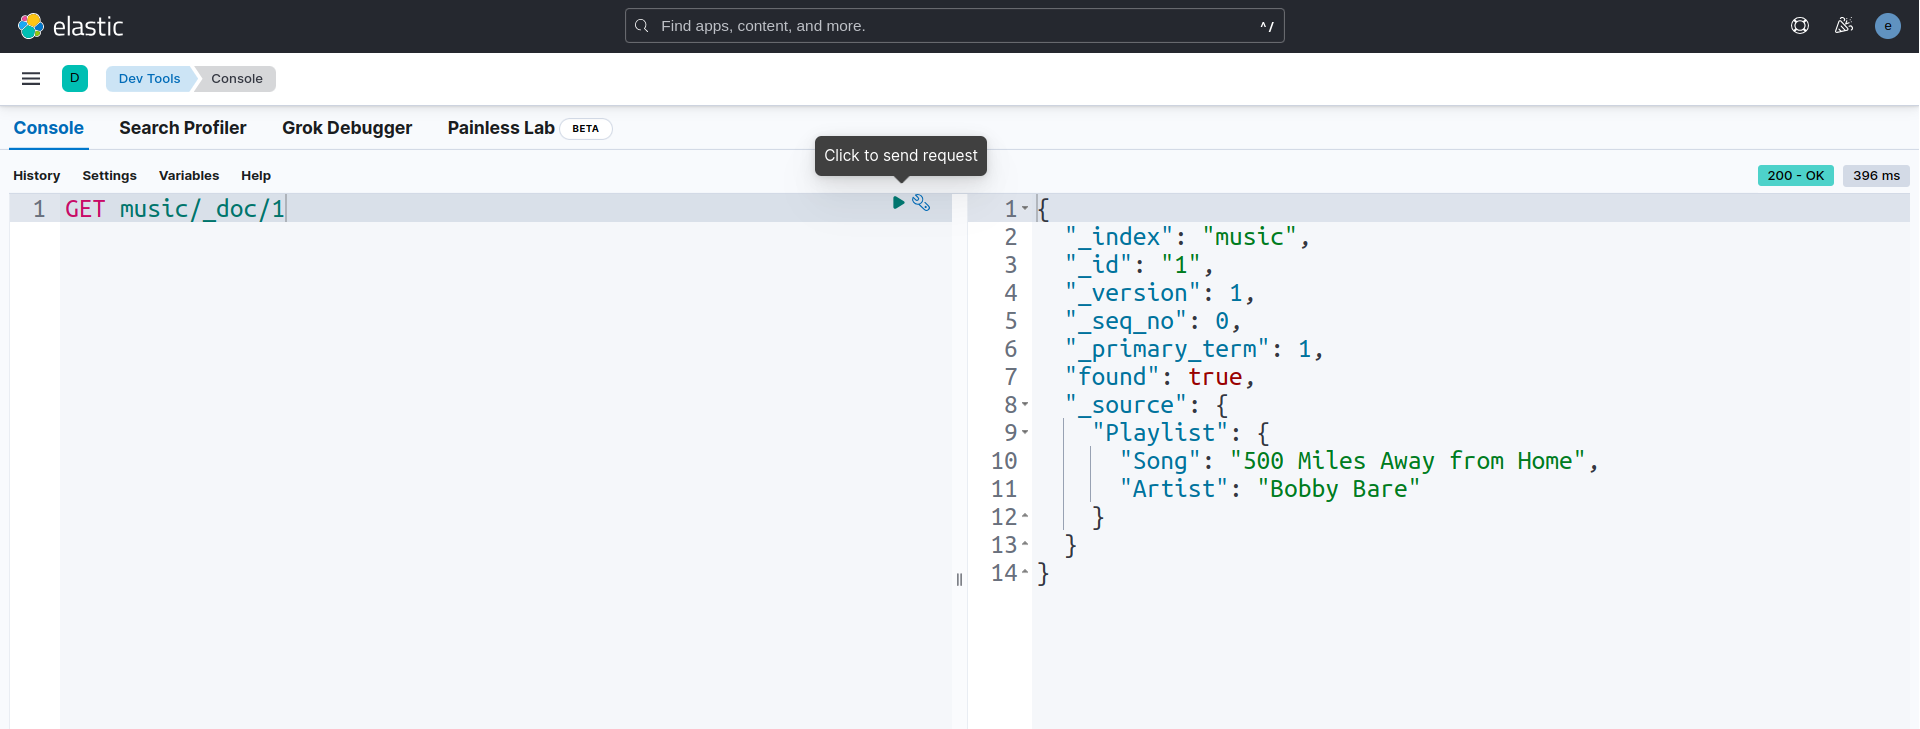 elastic
Find apps, content, and more.
^/
e
D
Dev Tools
Console
Console
Search Profiler
Grok Debugger
Painless Lab
BETA
Click to send request
History
Settings
Variables
Help
200 - OK
396 ms
1 GET music/_doc/1
1 {
2 "_index": "music",
3 "_id": "1",
4 "_version": 1,
5 "_seq_no": 0,
6 "_primary_term": 1,
7 "found": true,
8 "_source": {
9 "Playlist": {
10 "Song": "500 Miles Away from Home",
11 "Artist": "Bobby Bare"
12 }
13 }
14 }